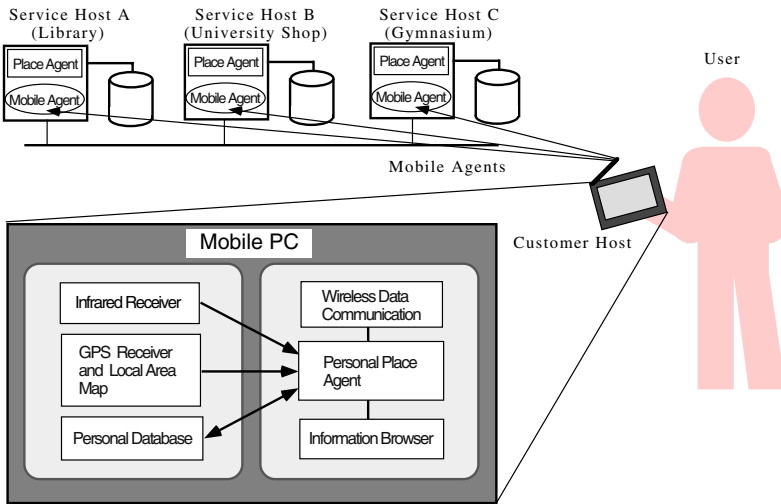 Service Host A
(Library)
Service Host B
(University Shop)
Service Host C
(Gymnasium)
User
Place Agent
Mobile Agent
Place Agent
Mobile Agent
Place Agent
Mobile Agent
Mobile Agents
Customer Host
Mobile PC
Infrared Receiver
GPS Receiver
and Local Area
Map
Personal Database
Wireless Data
Communication
Personal Place
Agent
Information Browser